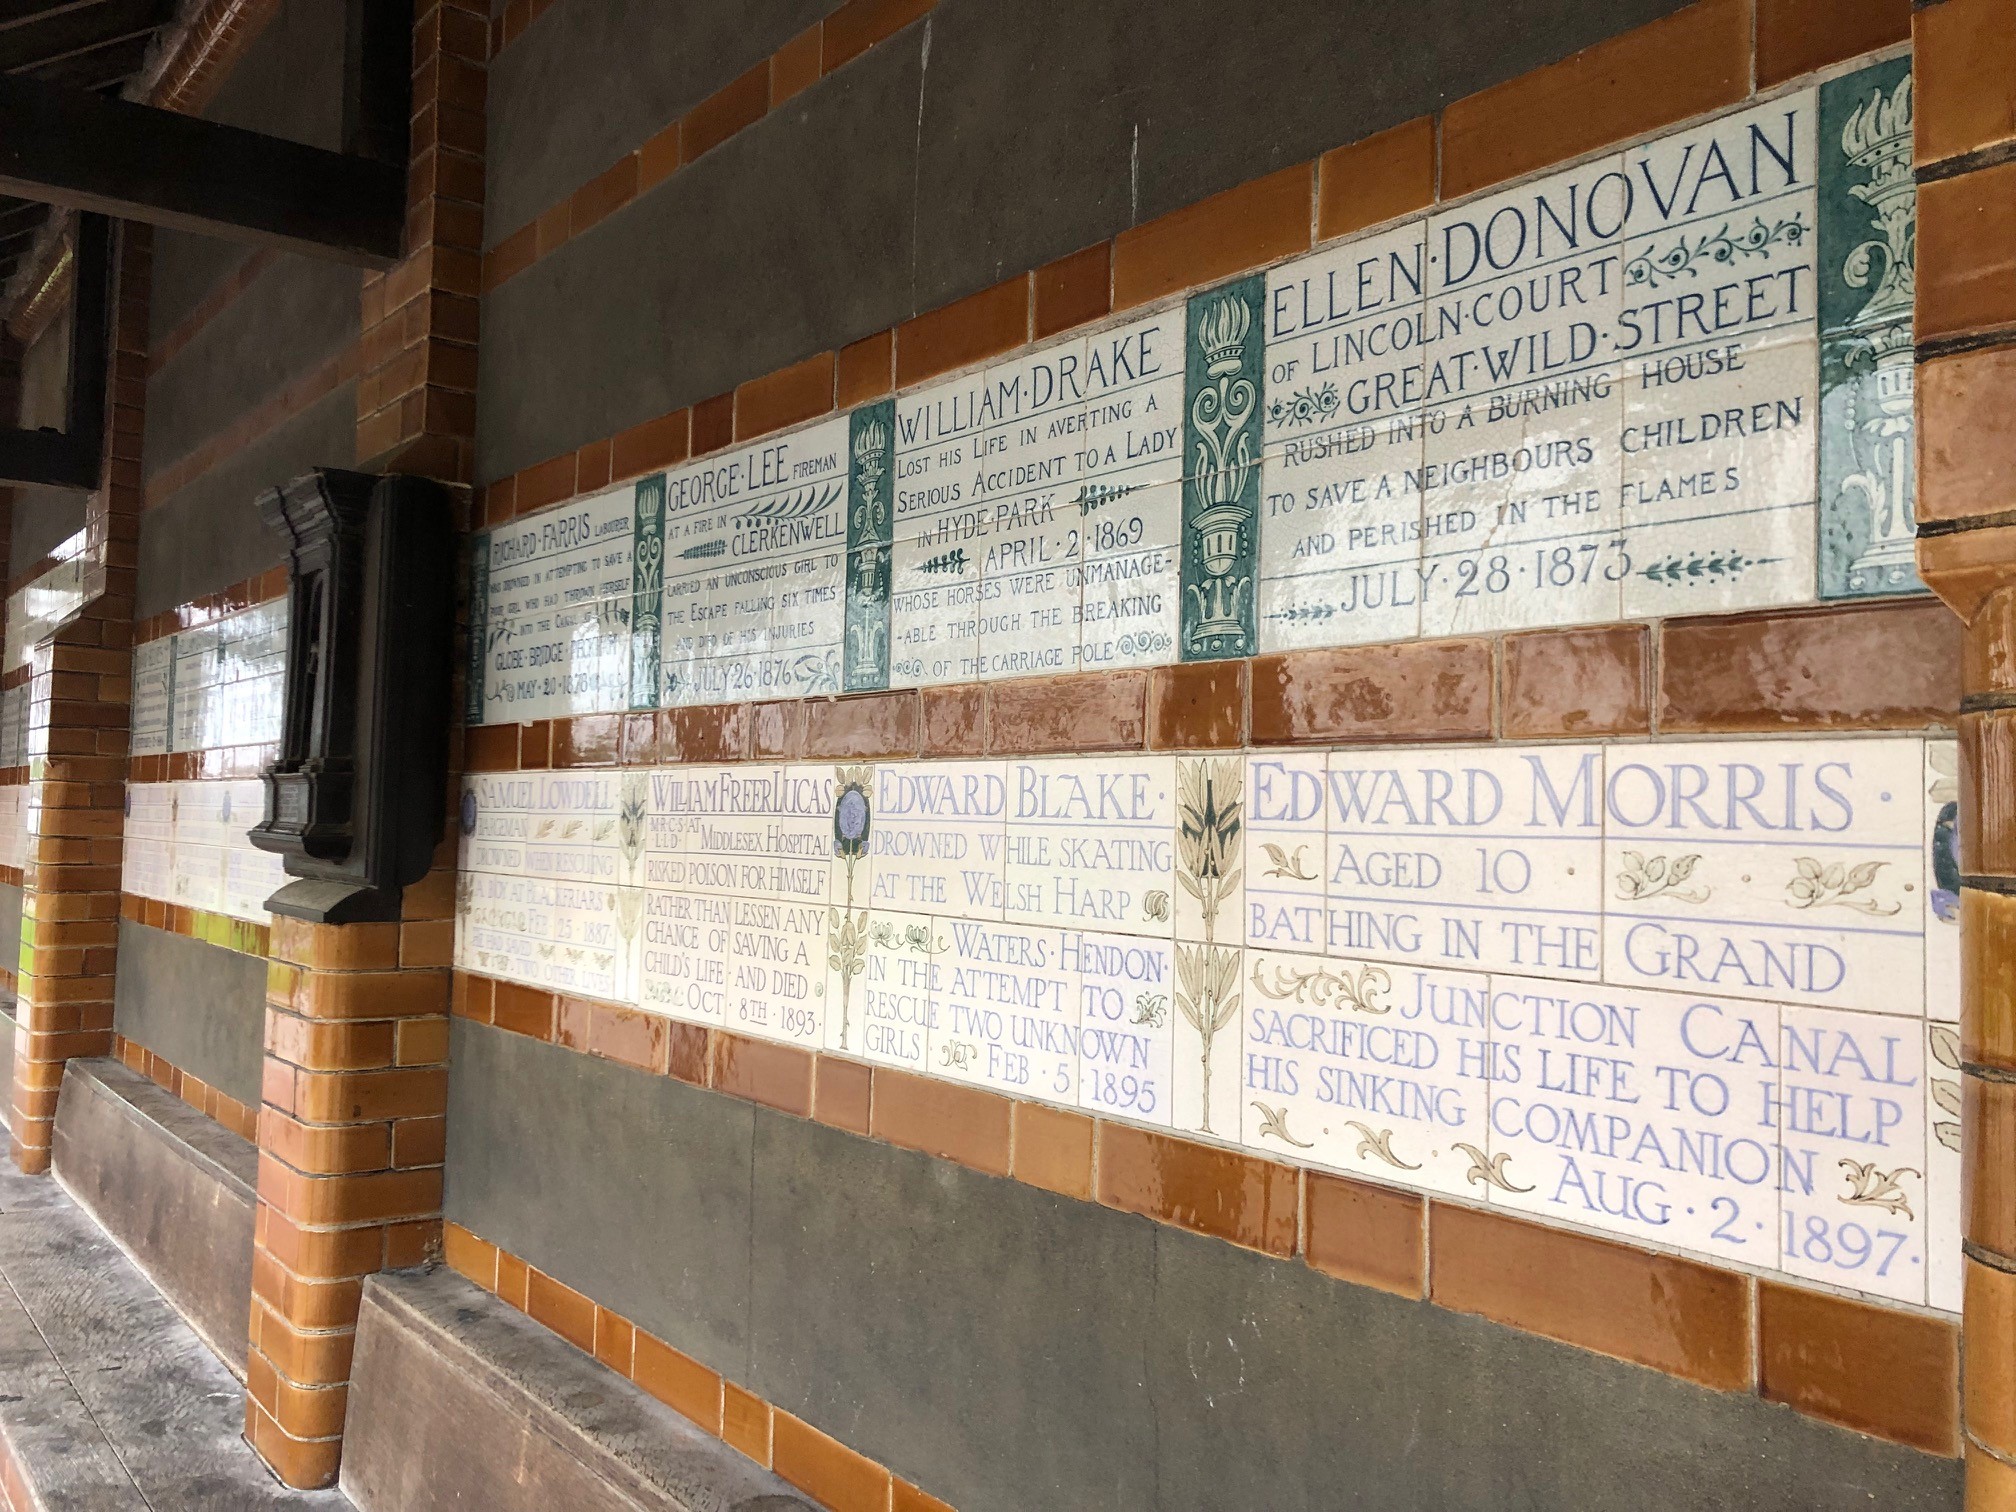 RICHARD·FARRIS LABOURER
WAS DROWNED IN ATTEMPTING TO SAVE A
POOR GIRL WHO HAD THROWN HERSELF
INTO THE CANAL AT
GLOBE·BRIDGE·PECKHAM
MAY·20·1878
GEORGE·LEE FIREMAN
AT A FIRE IN
CLERKENWELL
CARRIED AN UNCONSCIOUS GIRL TO
THE ESCAPE FALLING SIX TIMES
AND DIED OF HIS INJURIES
JULY·26·1876
WILLIAM·DRAKE
LOST HIS LIFE IN AVERTING A
SERIOUS ACCIDENT TO A LADY
IN HYDE·PARK
APRIL·2·1869
WHOSE HORSES WERE UNMANAGE-
-ABLE THROUGH THE BREAKING
OF THE CARRIAGE POLE
ELLEN·DONOVAN
OF LINCOLN·COURT
GREAT·WILD·STREET
RUSHED INTO A BURNING HOUSE
TO SAVE A NEIGHBOURS CHILDREN
AND PERISHED IN THE FLAMES
JULY·28·1873
SAMUEL LOWDELL
BARGEMAN
DROWNED WHEN RESCUING
A BOY AT BLACKFRIARS
FEB·25·1887·
HE HAD SAVED
TWO OTHER LIVES
WILLIAM FREER LUCAS
M·R·C·S· L·L·D· AT MIDDLESEX HOSPITAL
RISKED POISON FOR HIMSELF
RATHER THAN LESSEN ANY
CHANCE OF SAVING A
CHILD'S LIFE·AND DIED
OCT·8TH·1893·
EDWARD BLAKE·
DROWNED WHILE SKATING
AT THE WELSH HARP
WATERS·HENDON·
IN THE ATTEMPT TO
RESCUE TWO UNKNOWN
GIRLS·FEB·5·1895
EDWARD MORRIS·
AGED 10·
BATHING IN THE GRAND
JUNCTION CANAL
SACRIFICED HIS LIFE TO HELP
HIS SINKING COMPANION
AUG·2·1897·